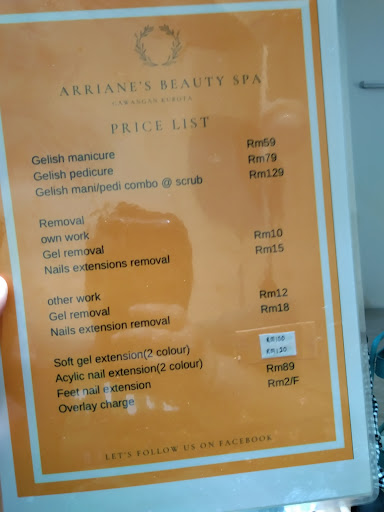 ARRIANE'S BEAUTY SPA
CAWANGAN KUROTA
PRICE LIST
Gelish manicure Rm59
Gelish pedicure Rm79
Gelish mani/pedi combo @ scrub Rm129
Removal
own work
Gel removal Rm10
Nails extensions removal Rm15
other work
Gel removal Rm12
Nails extension removal Rm18
Soft gel extension(2 colour) RM100
Acylic nail extension(2 colour) RM120
Feet nail extension Rm89
Overlay charge Rm2/F
LET'S FOLLOW US ON FACEBOOK